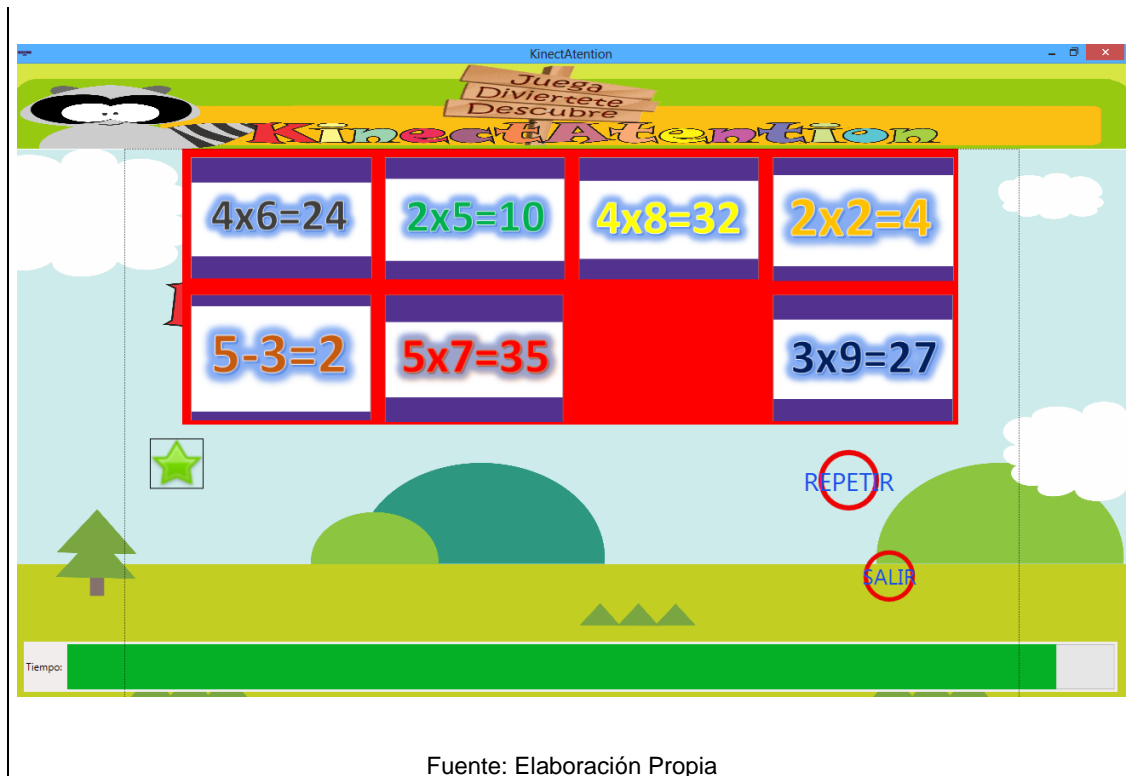 KinectAtention
Juega
Diviertete
Descubre
KinectAtention
4x6=24 2x5=10 4x8=32 2x2=4
5-3=2 5x7=35 3x9=27
REPETIR
SALIR
Tiempo:
Fuente: Elaboración Propia